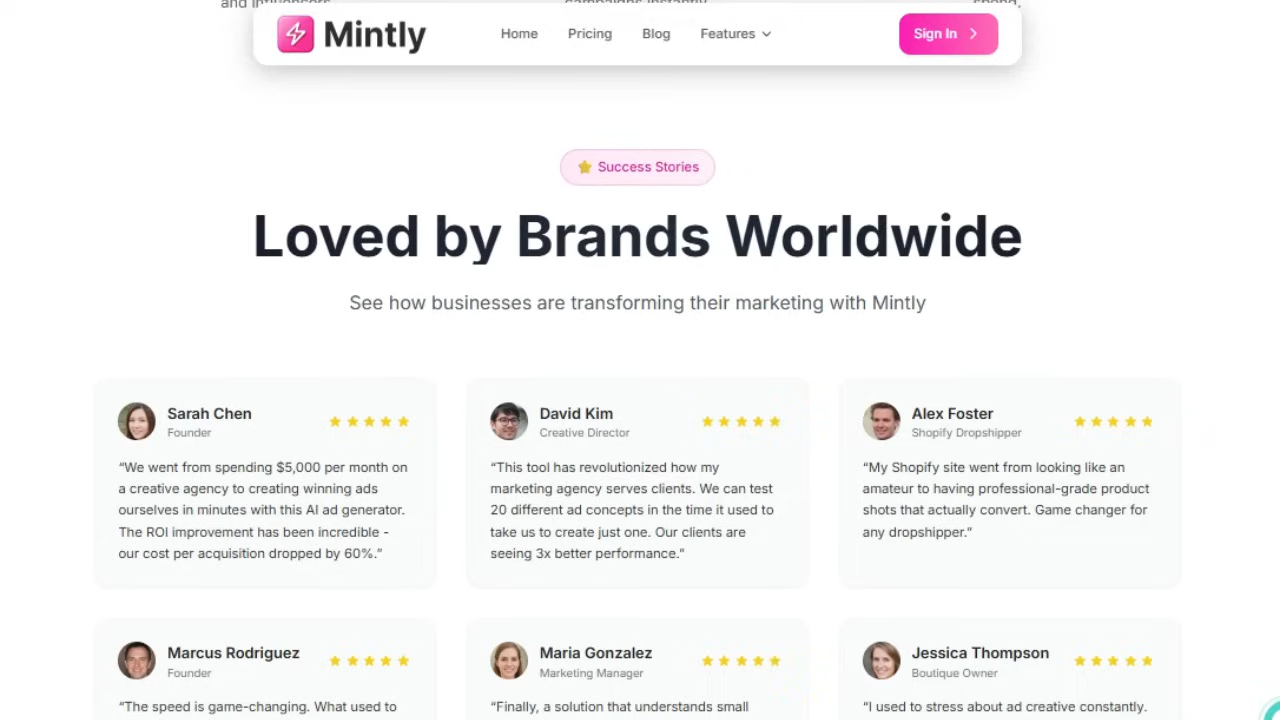 and influencers
campaigns instantly
spend,
Mintly
Home
Pricing
Blog
Features
Sign In
Success Stories
Loved by Brands Worldwide
See how businesses are transforming their marketing with Mintly
Sarah Chen
Founder
“We went from spending $5,000 per month on
a creative agency to creating winning ads
ourselves in minutes with this AI ad generator.
The ROI improvement has been incredible -
our cost per acquisition dropped by 60%.”
David Kim
Creative Director
“This tool has revolutionized how my
marketing agency serves clients. We can test
20 different ad concepts in the time it used to
take us to create just one. Our clients are
seeing 3x better performance.”
Alex Foster
Shopify Dropshipper
“My Shopify site went from looking like an
amateur to having professional-grade product
shots that actually convert. Game changer for
any dropshipper.”
Marcus Rodriguez
Founder
“The speed is game-changing. What used to
Maria Gonzalez
Marketing Manager
“Finally, a solution that understands small
Jessica Thompson
Boutique Owner
“I used to stress about ad creative constantly.